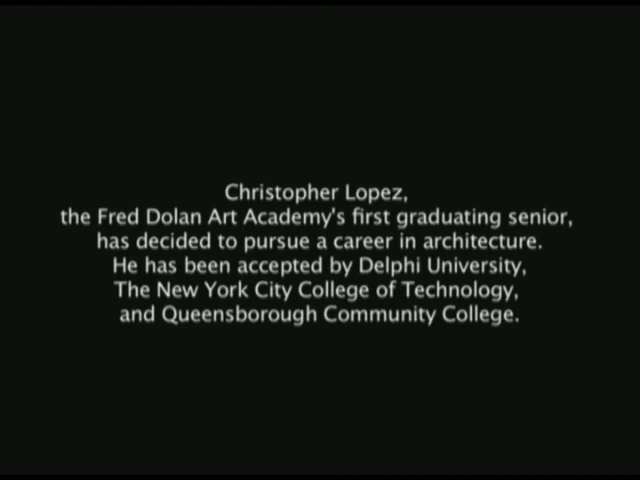 Christopher Lopez,
the Fred Dolan Art Academy's first graduating senior,
has decided to pursue a career in architecture.
He has been accepted by Delphi University,
The New York City College of Technology,
and Queensborough Community College.